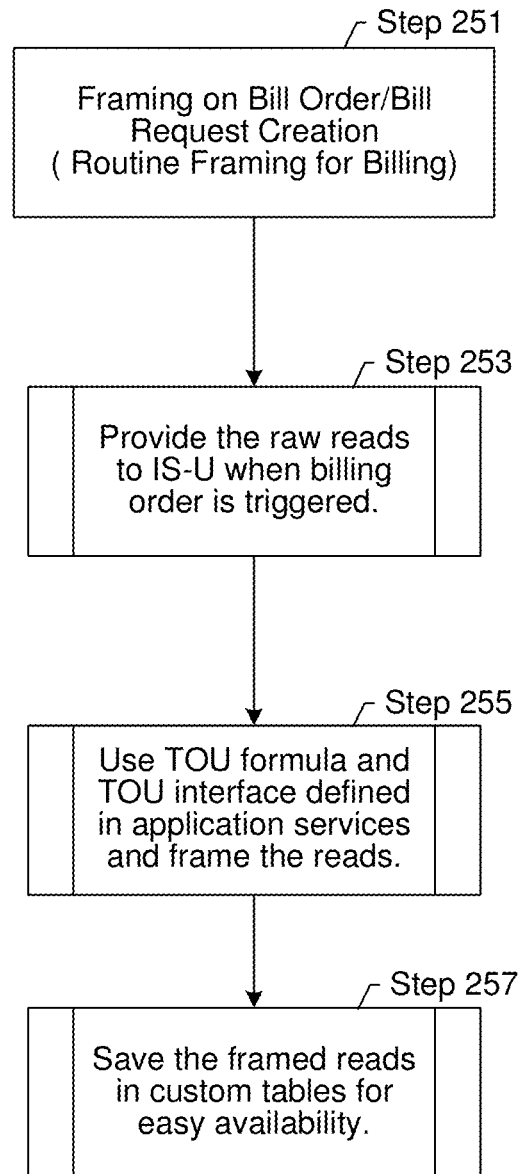 Step 251
Framing on Bill Order/Bill
Request Creation
( Routine Framing for Billing)
Step 253
Provide the raw reads
to IS-U when billing
order is triggered.
Step 255
Use TOU formula and
TOU interface defined
in application services
and frame the reads.
Step 257
Save the framed reads
in custom tables for
easy availability.